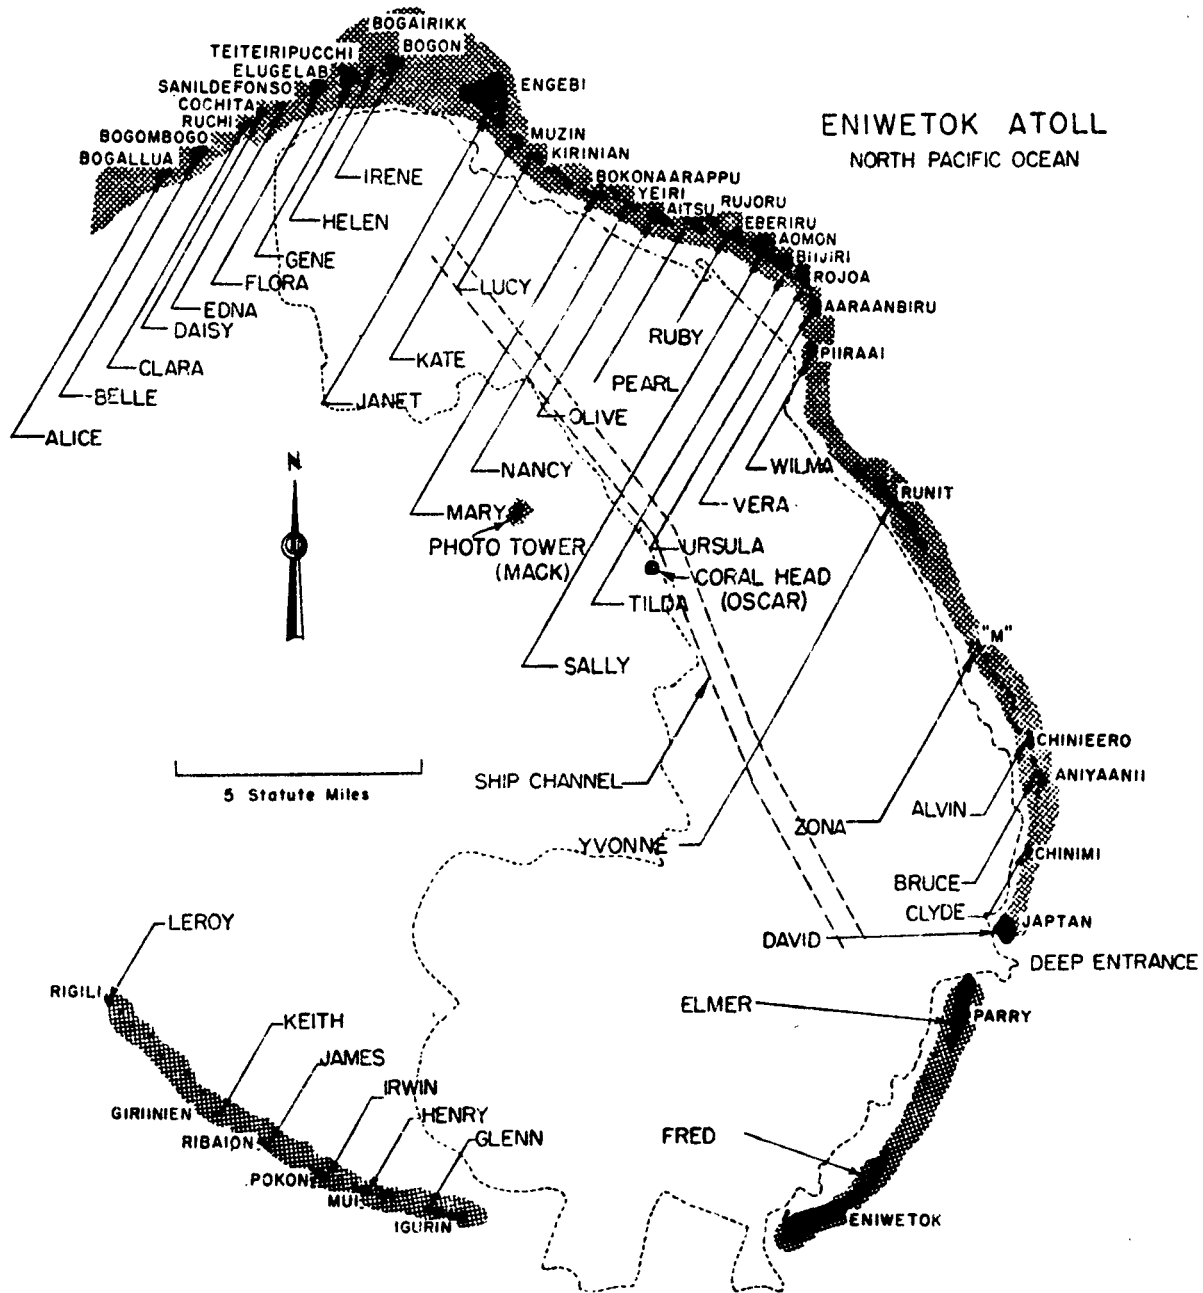 BOGAIRIKK
BOGON
TEITEIRIPUCCHI
ELUGELAB
SANILDEFONSO
COCHITA
RUCHI
BOGOMBOGO
BOGALLUA
ENGEBI
MUZIN
KIRINIAN
BOKONAARAPPU
YEIRI
AITSU
RUJORU
EBERIRU
AOMON
BIIJIRI
ROJOA
AARAANBIRU
PIIRAAI
ENIWETOK ATOLL
NORTH PACIFIC OCEAN
IRENE
HELEN
GENE
FLORA
EDNA
DAISY
CLARA
BELLE
ALICE
LUCY
KATE
JANET
RUBY
PEARL
OLIVE
NANCY
MARY
WILMA
VERA
URSULA
TILDA
SALLY
N
PHOTO TOWER
(MACK)
CORAL HEAD
(OSCAR)
RUNIT
"M"
CHINIEERO
ANIYAANII
CHINIMI
JAPTAN
5 Statute Miles
SHIP CHANNEL
YVONNE
ZONA
ALVIN
BRUCE
CLYDE
DAVID
DEEP ENTRANCE
ELMER
PARRY
FRED
ENIWETOK
LEROY
RIGILI
KEITH
JAMES
IRWIN
HENRY
GLENN
GIRIINIEN
RIBAION
POKON
MUI
IGURIN